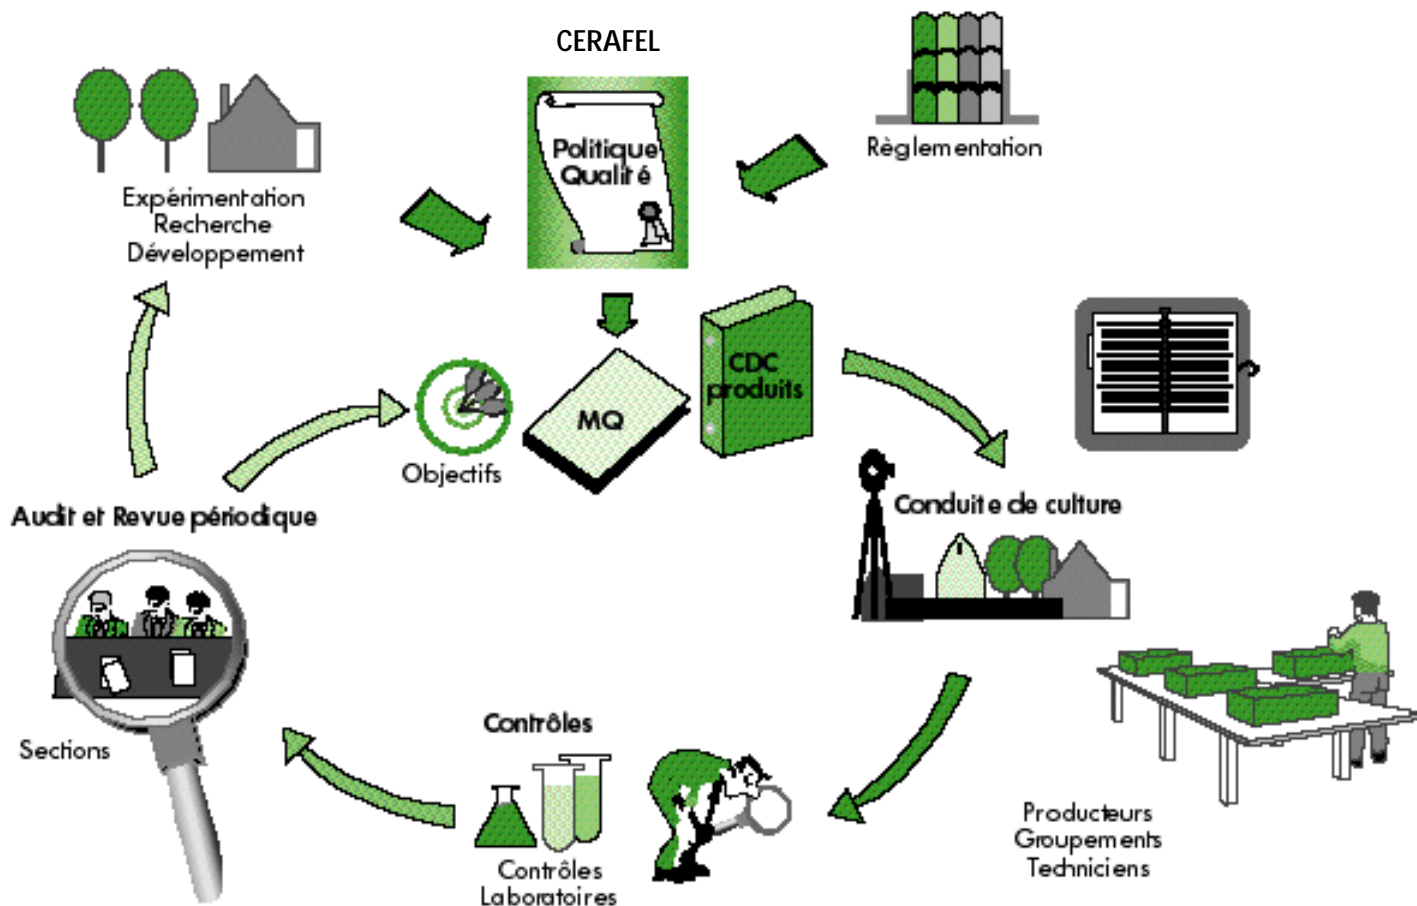 CERAFEL
Politique
Qualité
Règlementation
Expérimentation
Recherche
Développement
CDC
produits
MQ
Objectifs
Conduite de culture
Audit et Revue périodique
Sections
Contrôles
Contrôles
Laboratoires
Producteurs
Groupements
Techniciens